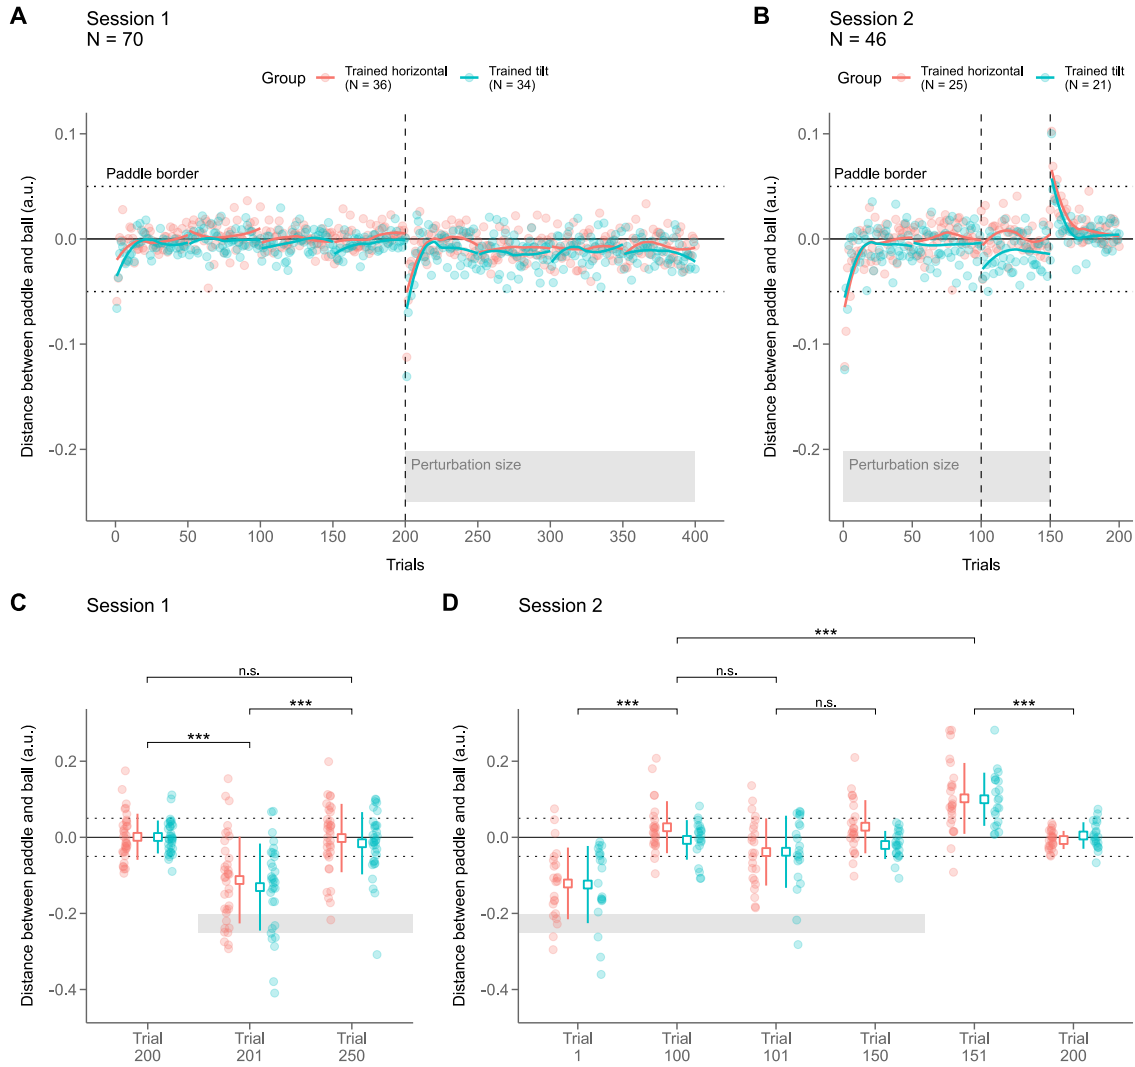 A
Session 1
N = 70
Group
Trained horizontal
(N = 36)
Trained tilt
(N = 34)
Distance between paddle and ball (a.u.)
0.1
0.0
-0.1
-0.2
Paddle border
Perturbation size
0
50
100
150
200
250
300
350
400
Trials
B
Session 2
N = 46
Group
Trained horizontal
(N = 25)
Trained tilt
(N = 21)
Distance between paddle and ball (a.u.)
0.1
0.0
-0.1
-0.2
Paddle border
Perturbation size
0
50
100
150
200
Trials
C
Session 1
n.s.
***
***
Distance between paddle and ball (a.u.)
0.2
0.0
-0.2
-0.4
Trial
200
Trial
201
Trial
250
D
Session 2
***
n.s.
***
n.s.
***
Distance between paddle and ball (a.u.)
0.2
0.0
-0.2
-0.4
Trial
1
Trial
100
Trial
101
Trial
150
Trial
151
Trial
200